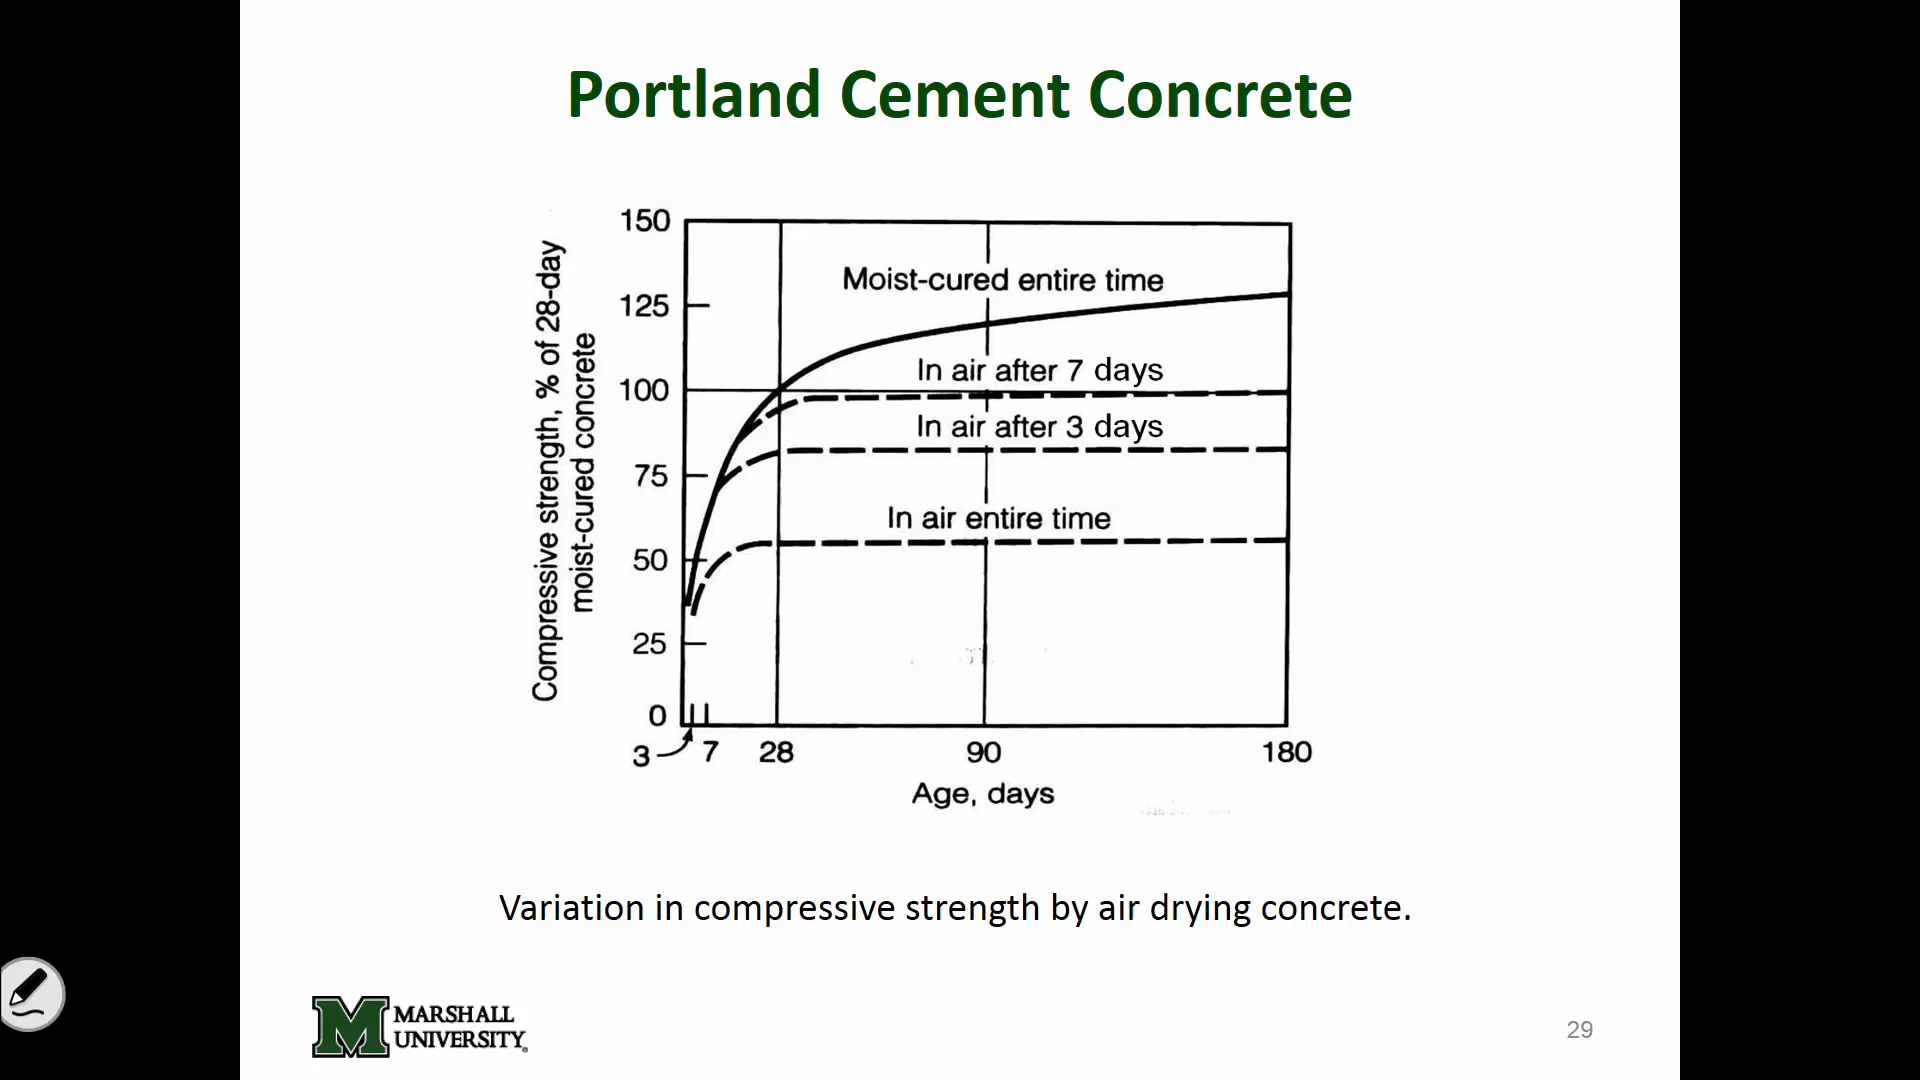 Portland Cement Concrete
Compressive strength, % of 28-day
moist-cured concrete
150
125
100
75
50
25
0
Moist-cured entire time
In air after 7 days
In air after 3 days
In air entire time
3 7 28 90 180
Age, days
Variation in compressive strength by air drying concrete.
M MARSHALL
UNIVERSITY®
29